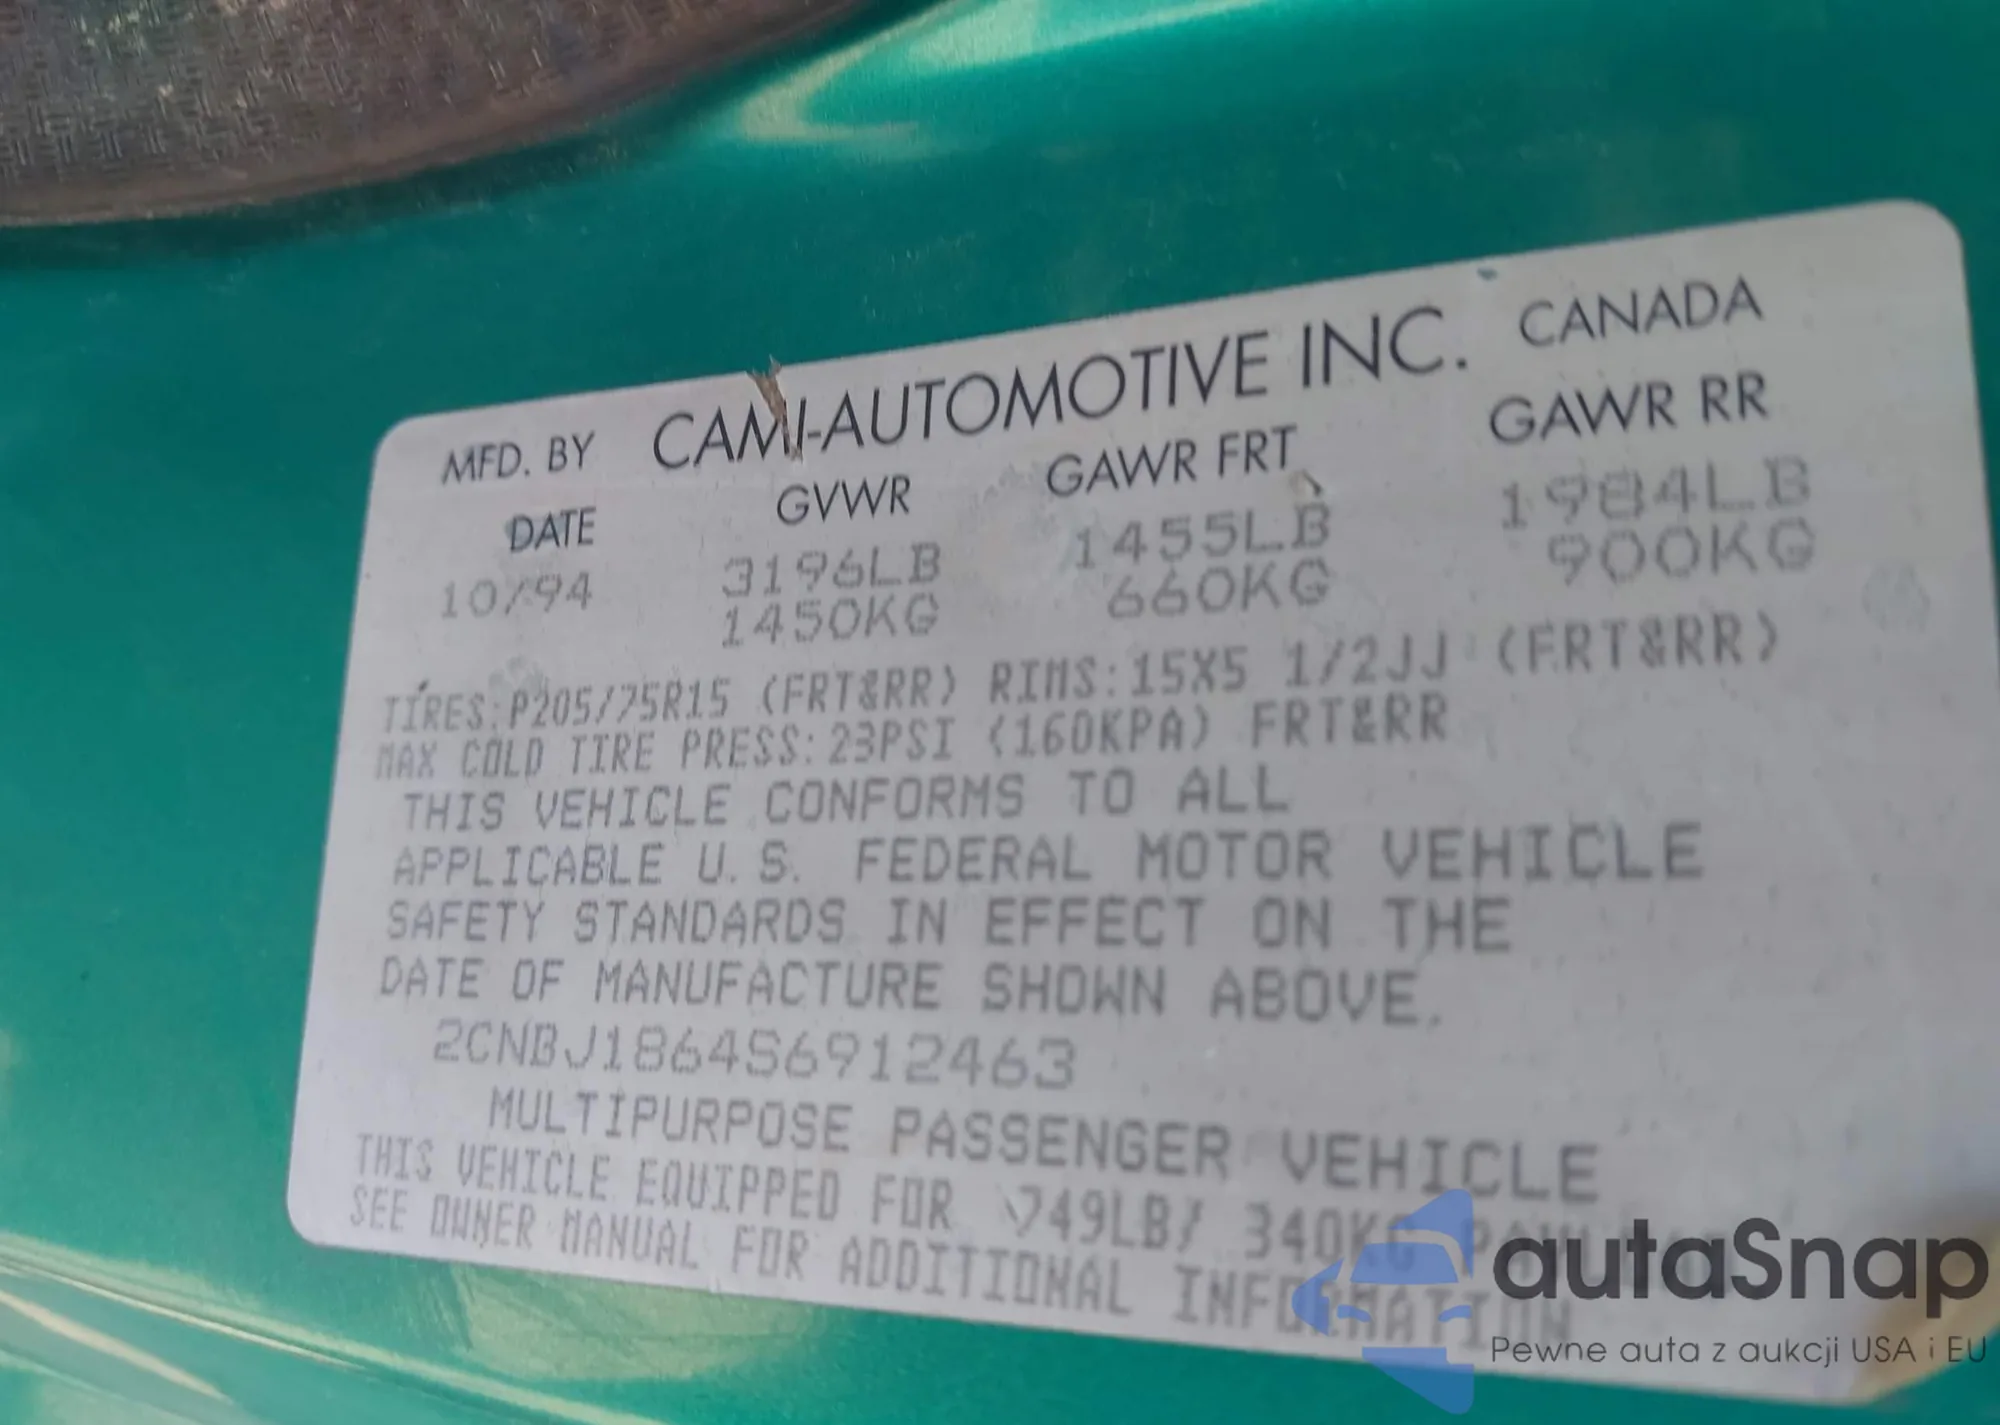 MFD. BY CAMI-AUTOMOTIVE INC. CANADA
DATE GVWR GAWR FRT GAWR RR
10/94 3196LB 1455LB 1984LB
1450KG 660KG 900KG
TIRES:P205/75R15 (FRT&RR) RIMS:15X5 1/2JJ (FRT&RR)
MAX COLD TIRE PRESS:23PSI (160KPA) FRT&RR
THIS VEHICLE CONFORMS TO ALL
APPLICABLE U.S. FEDERAL MOTOR VEHICLE
SAFETY STANDARDS IN EFFECT ON THE
DATE OF MANUFACTURE SHOWN ABOVE.
2CNBJ1864S6912463
MULTIPURPOSE PASSENGER VEHICLE
THIS VEHICLE EQUIPPED FOR 749LB/ 340KG
SEE OWNER MANUAL FOR ADDITIONAL INFORMATION
autaSnap
Pewne auta z aukcji USA i EU